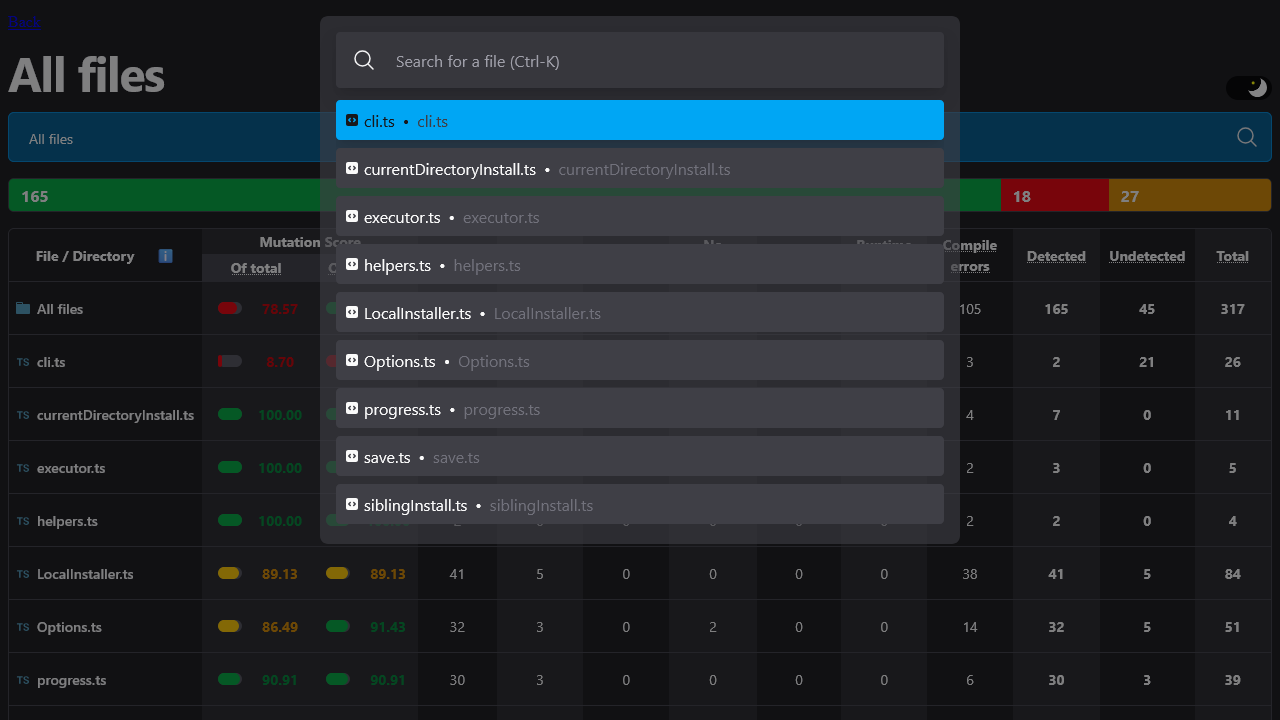 Back
All files
Search for a file (Ctrl-K)
cli.ts • cli.ts
currentDirectoryInstall.ts • currentDirectoryInstall.ts
executor.ts • executor.ts
helpers.ts • helpers.ts
LocalInstaller.ts • LocalInstaller.ts
Options.ts • Options.ts
progress.ts • progress.ts
save.ts • save.ts
siblingInstall.ts • siblingInstall.ts
All files
165 18 27
File / Directory Mutation Score Of total No Runtime Compile errors Detected Undetected Total
All files 78.57 105 165 45 317
TS cli.ts 8.70 3 2 21 26
TS currentDirectoryInstall.ts 100.00 4 7 0 11
TS executor.ts 100.00 2 3 0 5
TS helpers.ts 100.00 2 2 0 4
TS LocalInstaller.ts 89.13 89.13 41 5 0 0 0 0 38 41 5 84
TS Options.ts 86.49 91.43 32 3 0 2 0 0 14 32 5 51
TS progress.ts 90.91 90.91 30 3 0 0 0 0 6 30 3 39